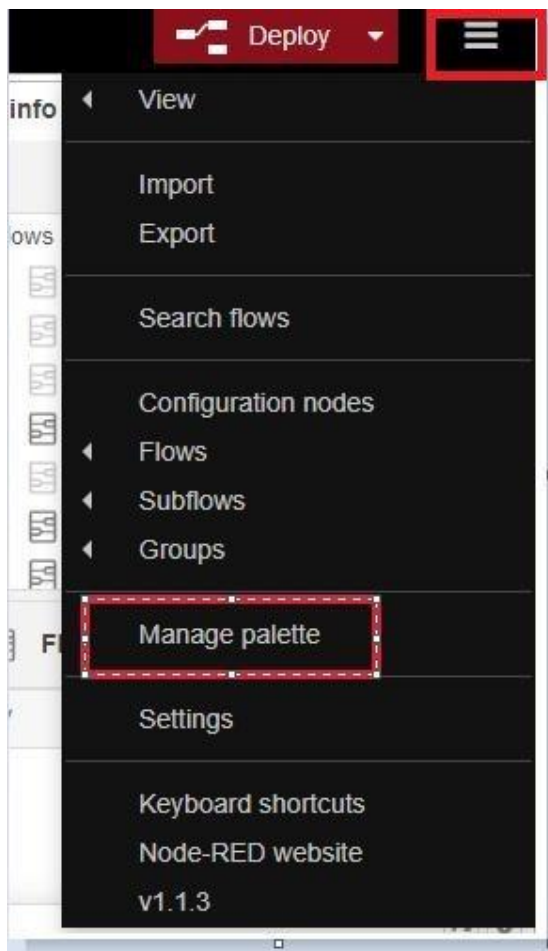 Deploy
info
View
Import
ows
Export
Search flows
Configuration nodes
Flows
Subflows
Groups
Manage palette
Settings
Keyboard shortcuts
Node-RED website
v1.1.3